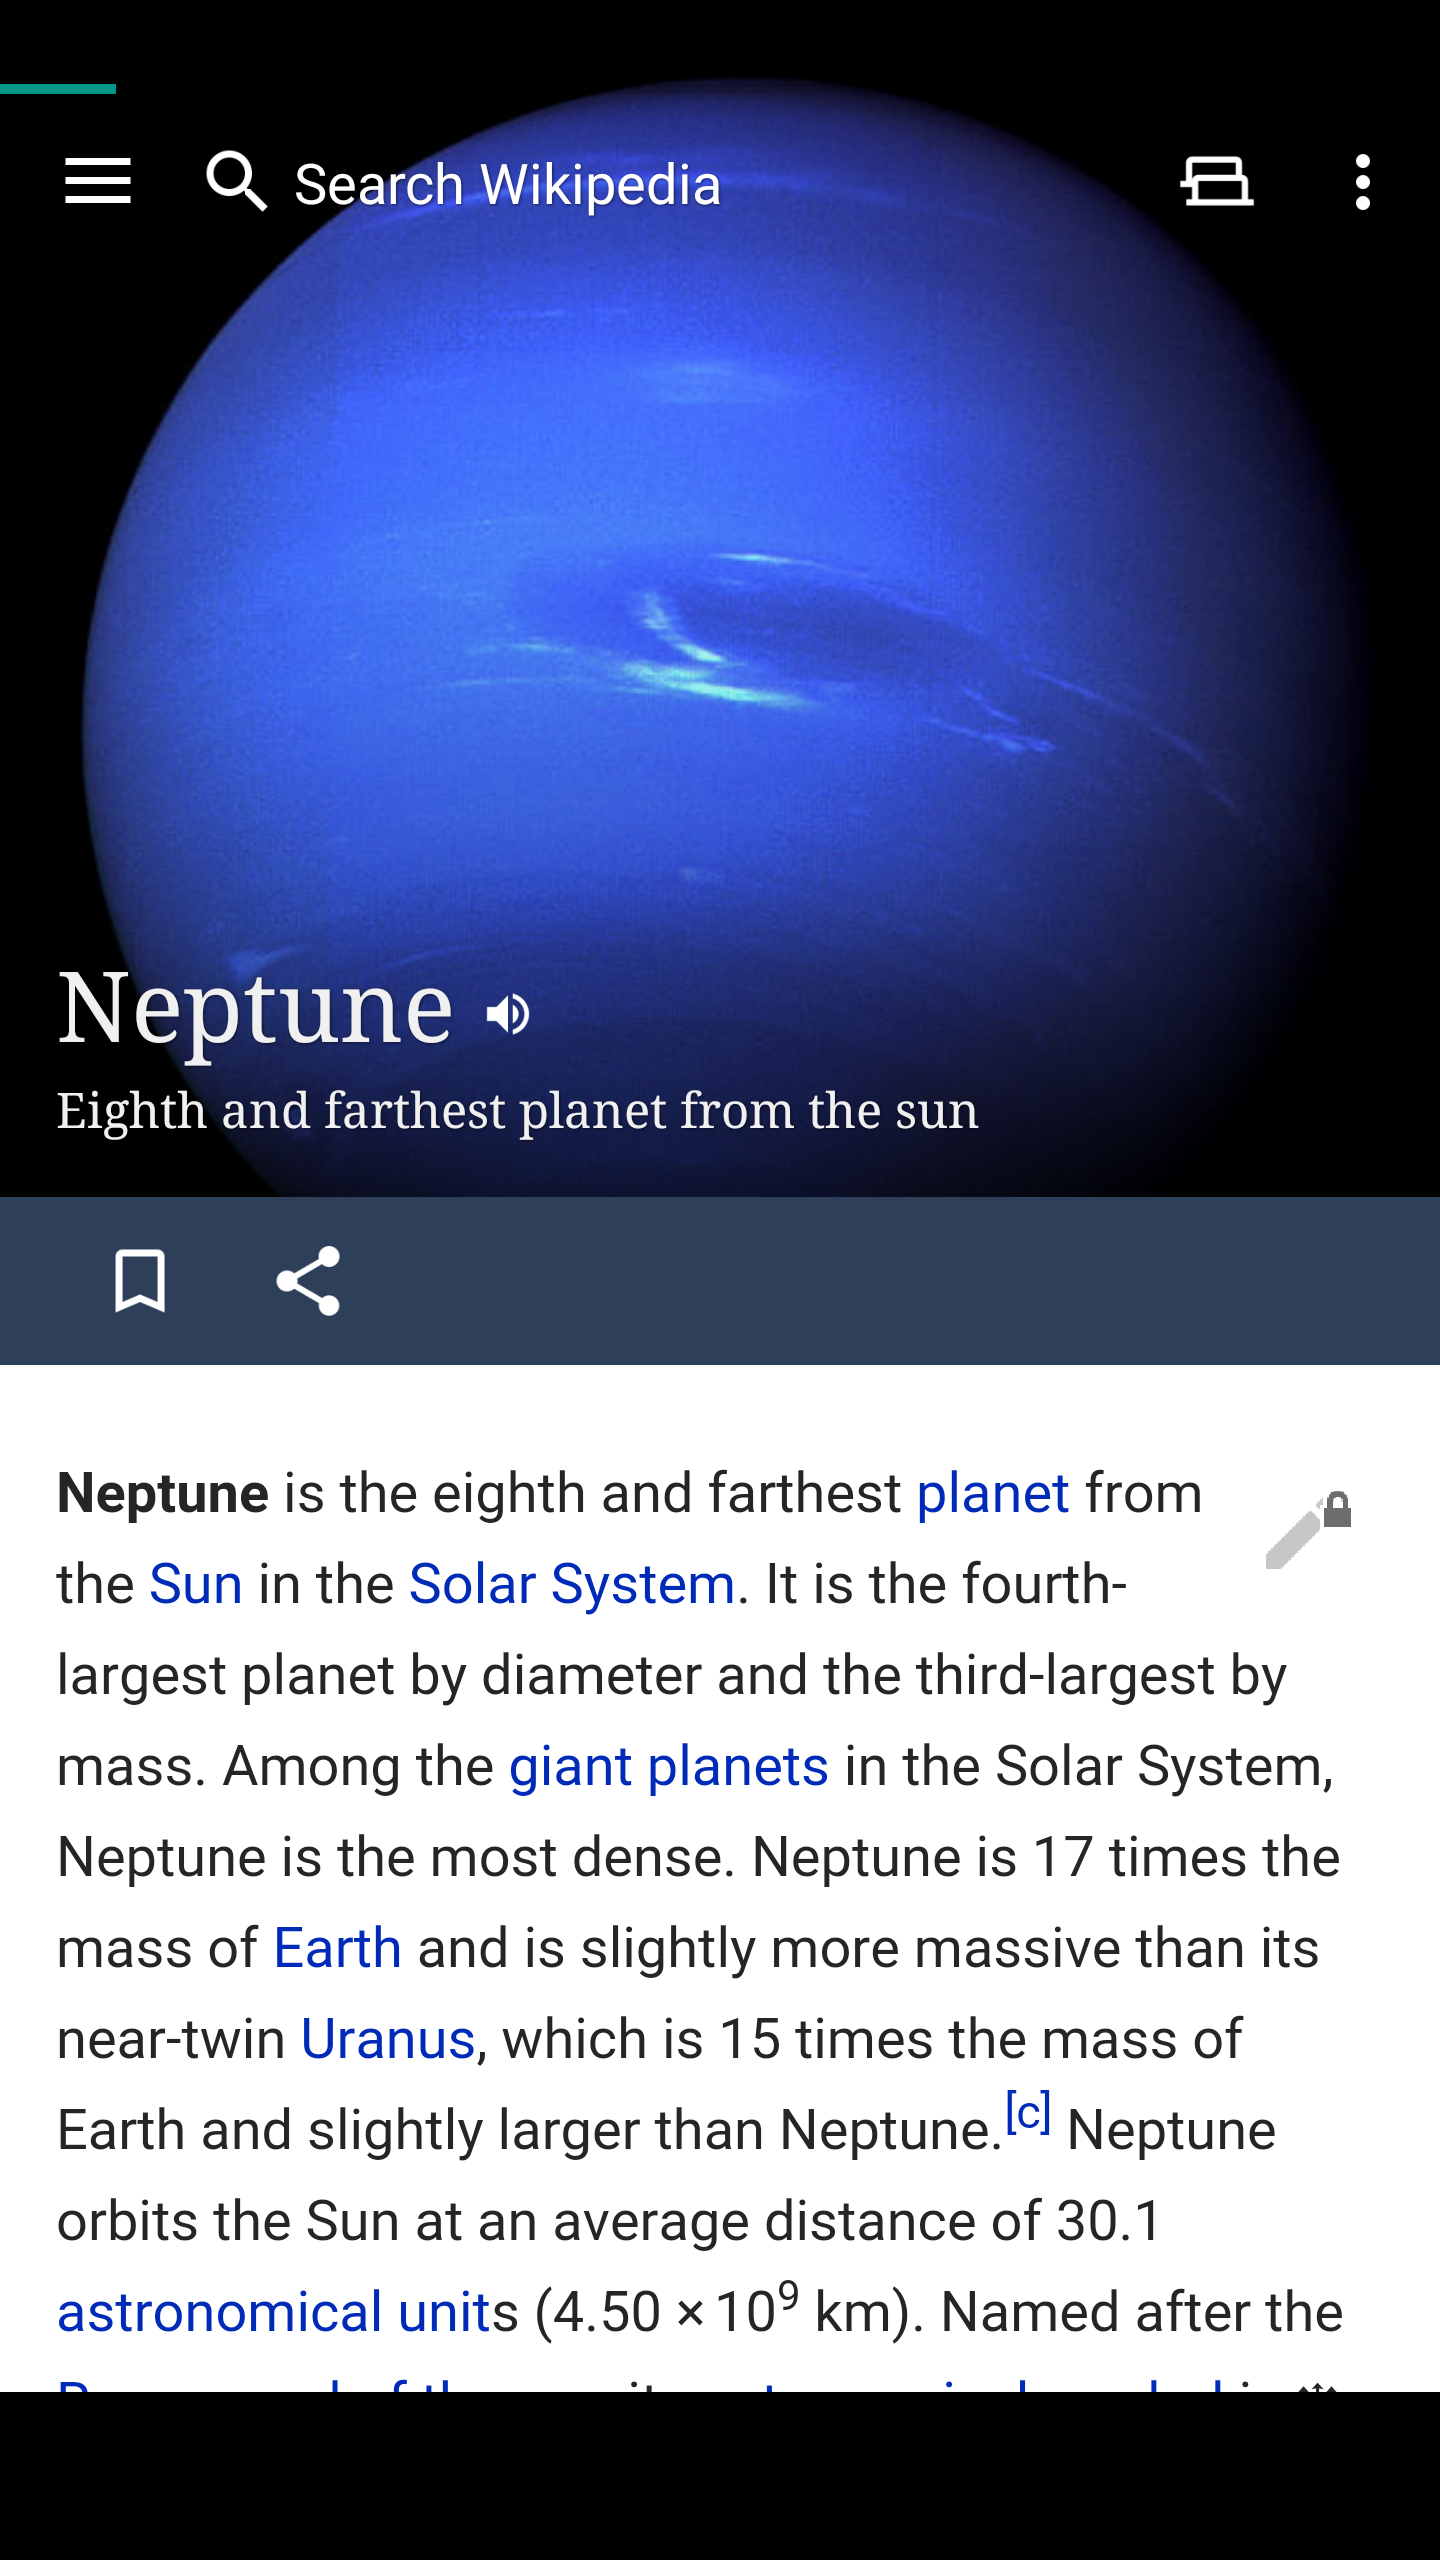 Search Wikipedia
Neptune
Eighth and farthest planet from the sun
Neptune is the eighth and farthest planet from
the Sun in the Solar System. It is the fourth-
largest planet by diameter and the third-largest by
mass. Among the giant planets in the Solar System,
Neptune is the most dense. Neptune is 17 times the
mass of Earth and is slightly more massive than its
near-twin Uranus, which is 15 times the mass of
Earth and slightly larger than Neptune.[c] Neptune
orbits the Sun at an average distance of 30.1
astronomical units (4.50 × 10⁹ km). Named after the